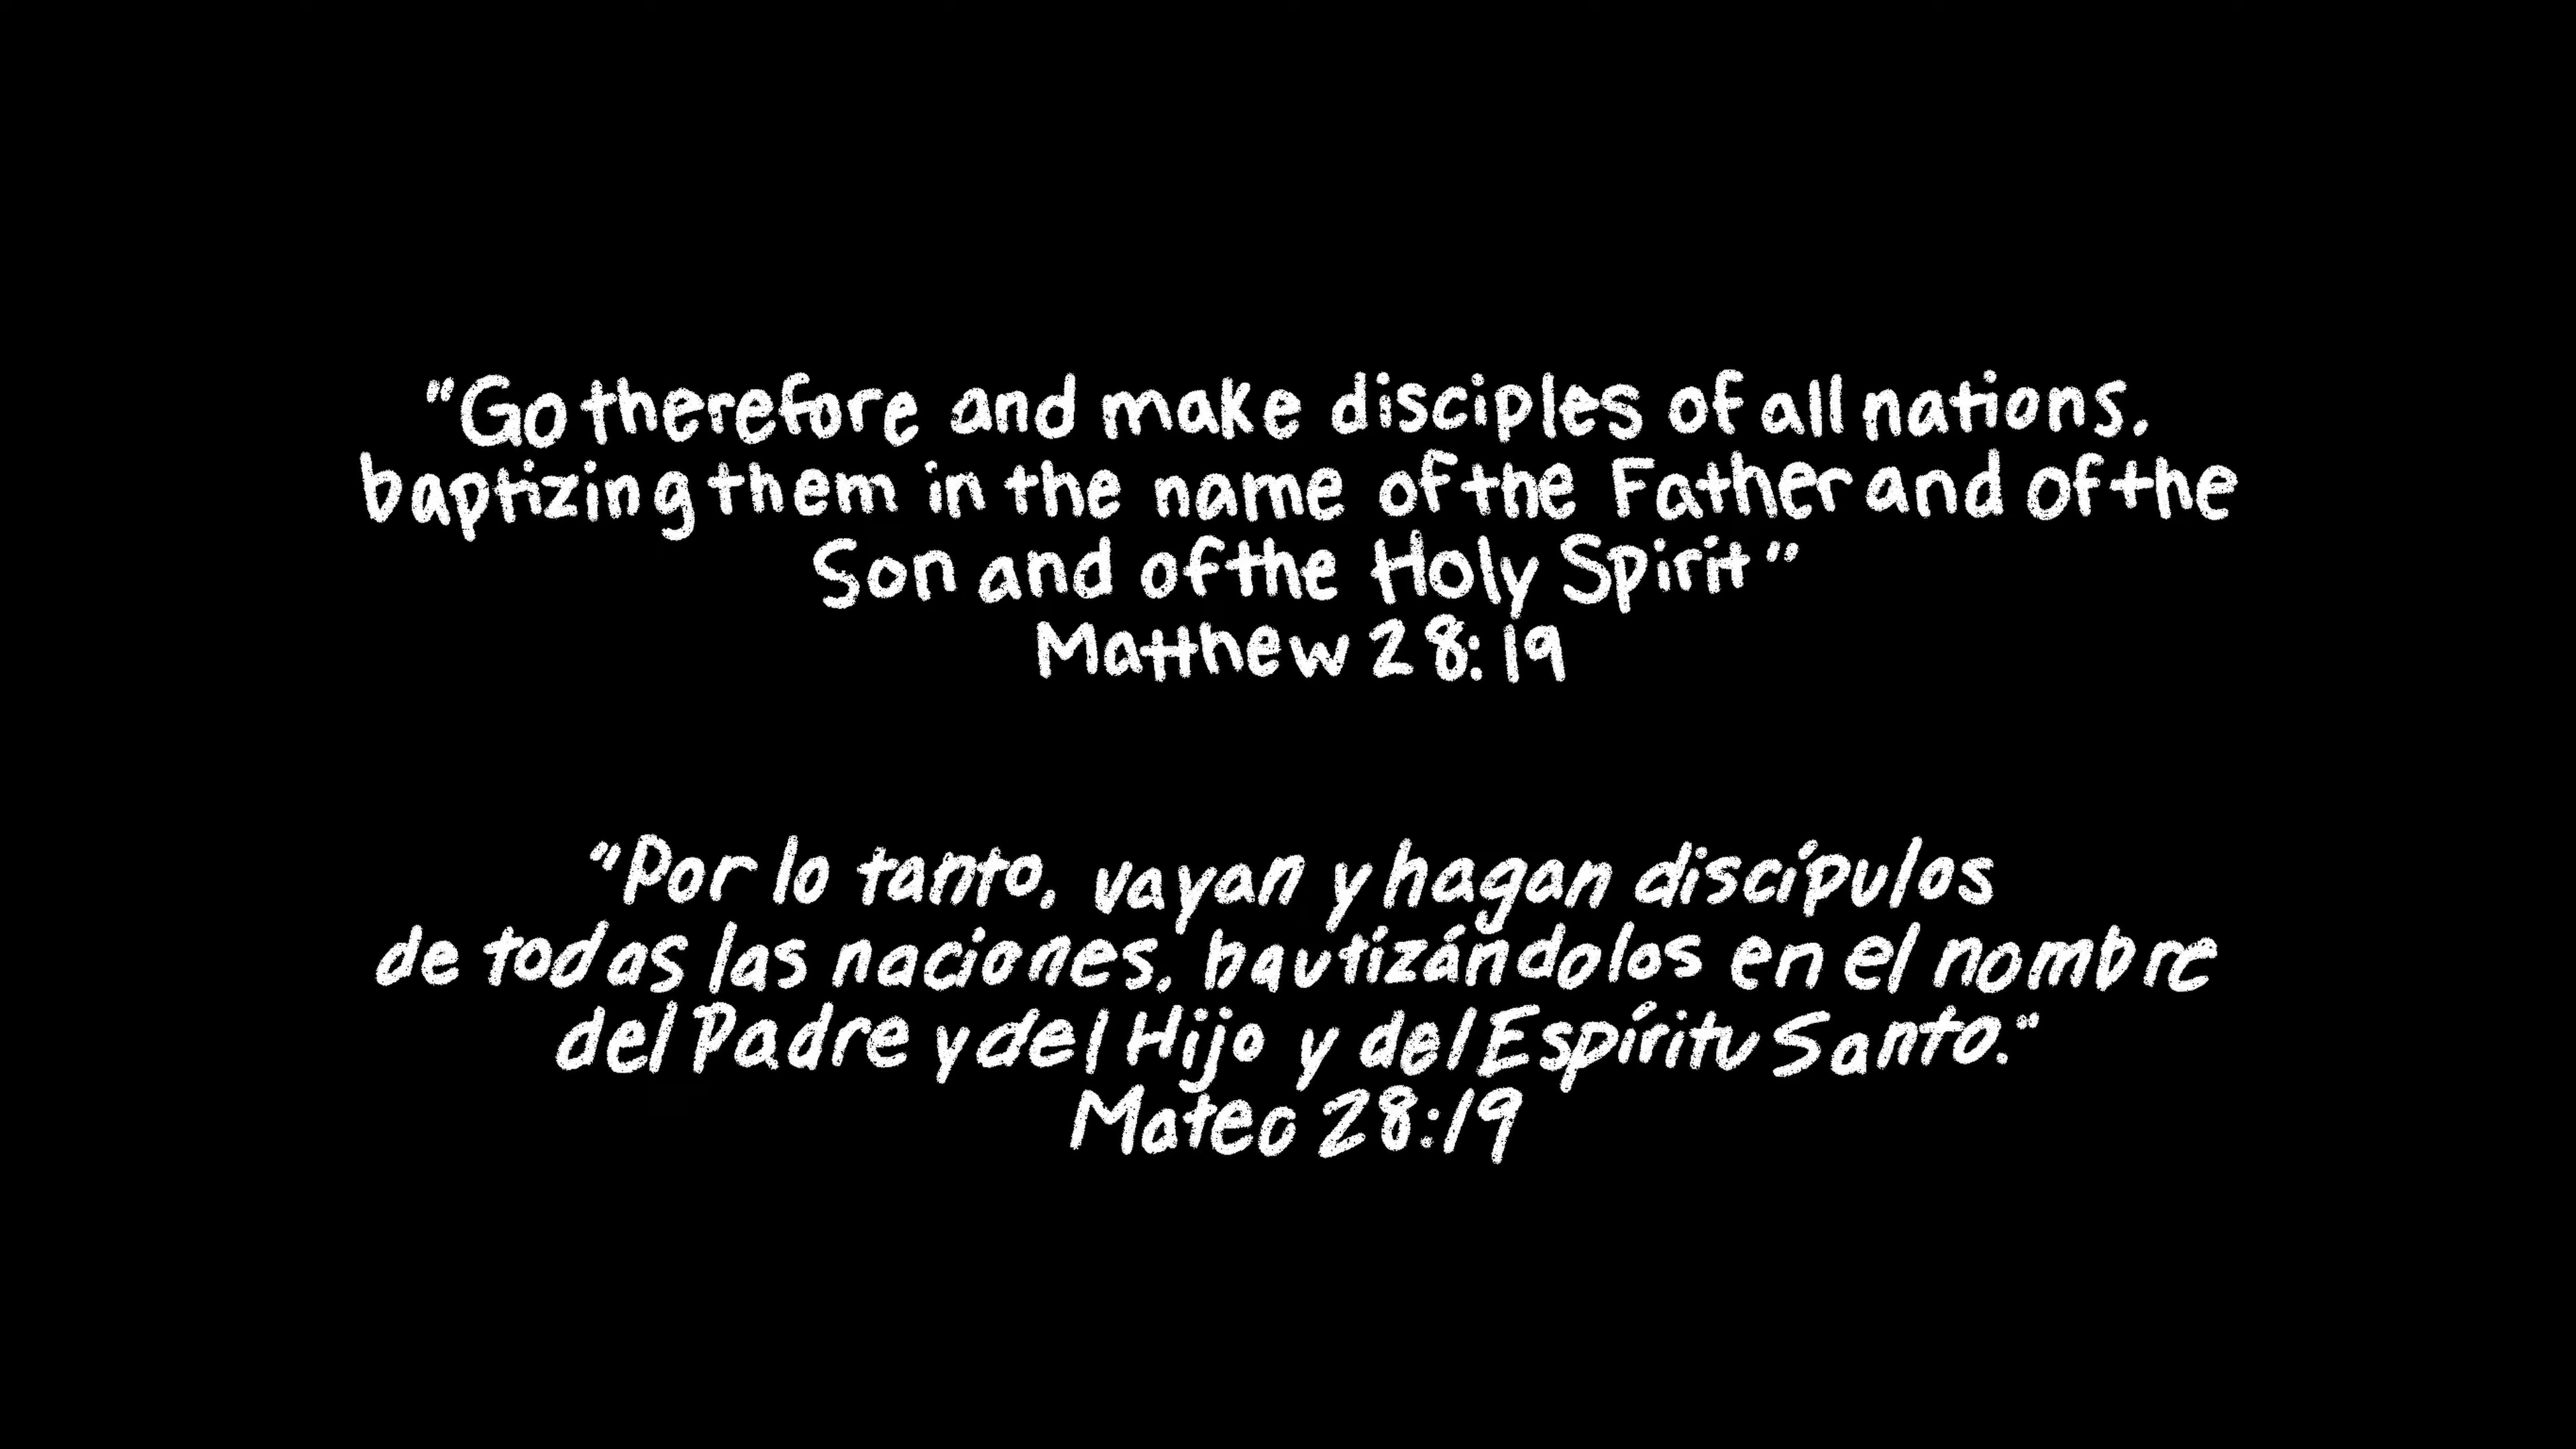 "Go therefore and make disciples of all nations,
baptizing them in the name of the Father and of the
Son and of the Holy Spirit"
Matthew 28:19
"Por lo tanto, vayan y hagan discípulos
de todas las naciones, bautizándolos en el nombre
del Padre y del Hijo y del Espíritu Santo."
Mateo 28:19